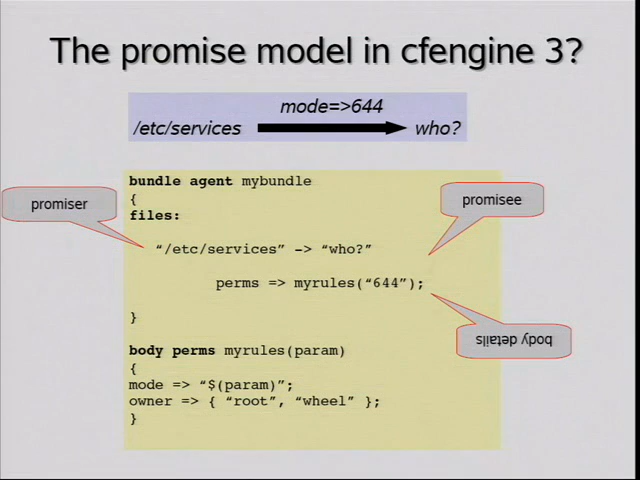 The promise model in cfengine 3?
mode=>644
/etc/services who?
bundle agent mybundle
{
files:
promiser
promisee
“/etc/services” -> “who?”
perms => myrules(“644”);
}
body details
body perms myrules(param)
{
mode => “$(param)”;
owner => { “root”, “wheel” };
}